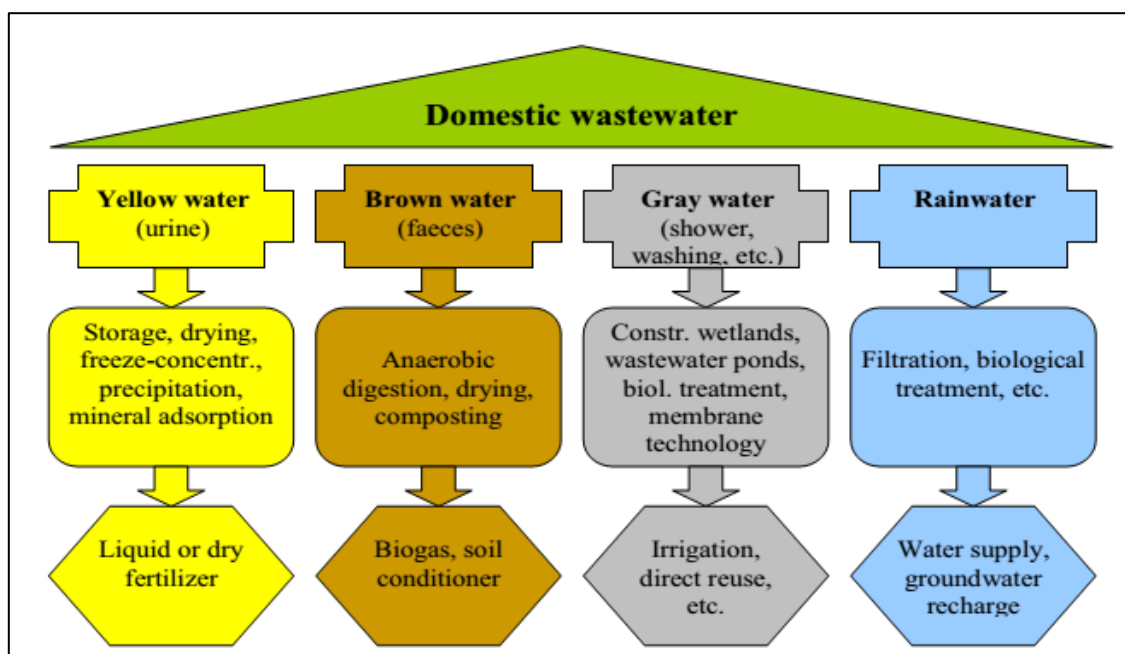 Domestic wastewater
Yellow water
(urine)
Brown water
(faeces)
Gray water
(shower,
washing, etc.)
Rainwater
Storage, drying,
freeze-concentr.,
precipitation,
mineral adsorption
Anaerobic
digestion, drying,
composting
Constr. wetlands,
wastewater ponds,
biol. treatment,
membrane
technology
Filtration, biological
treatment, etc.
Liquid or dry
fertilizer
Biogas, soil
conditioner
Irrigation,
direct reuse,
etc.
Water supply,
groundwater
recharge